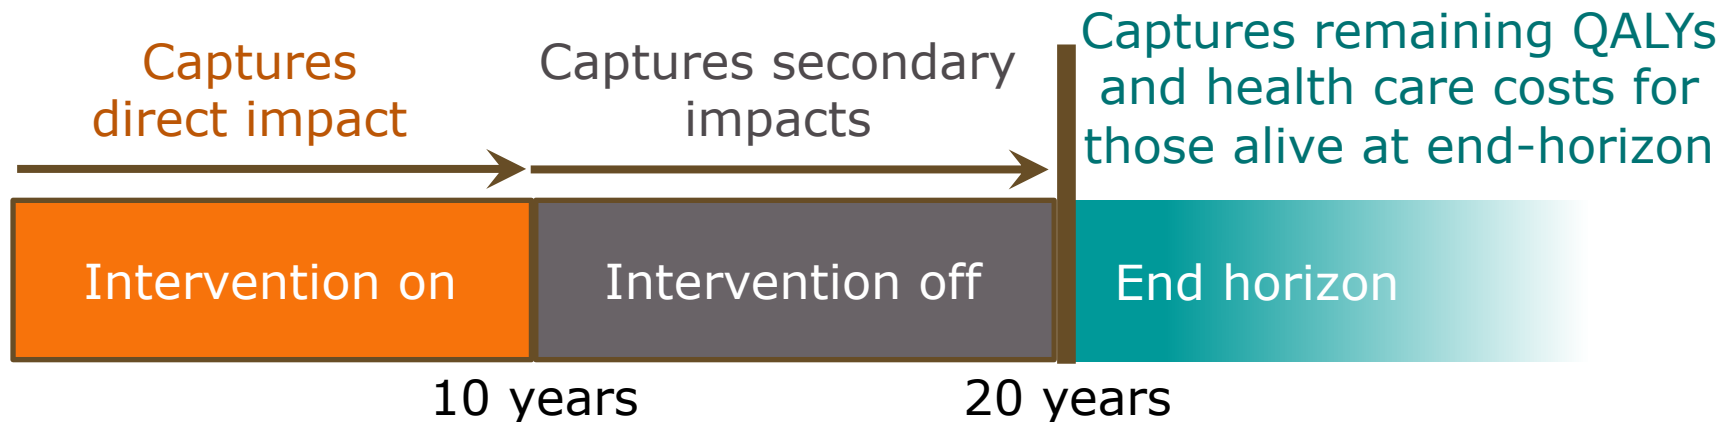 Captures
direct impact
Captures secondary
impacts
Captures remaining QALYs
and health care costs for
those alive at end-horizon
Intervention on
Intervention off
End horizon
10 years
20 years